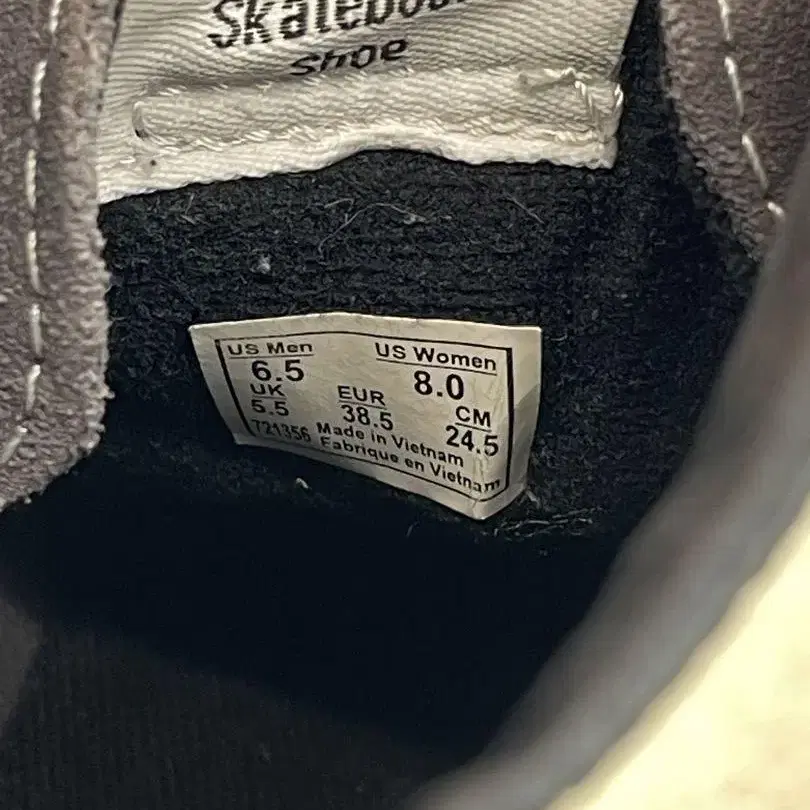 Shoe
US Men US Women
6.5 8.0
UK EUR CM
5.5 38.5 24.5
721356 Made in Vietnam
Fabrique en Vietnam